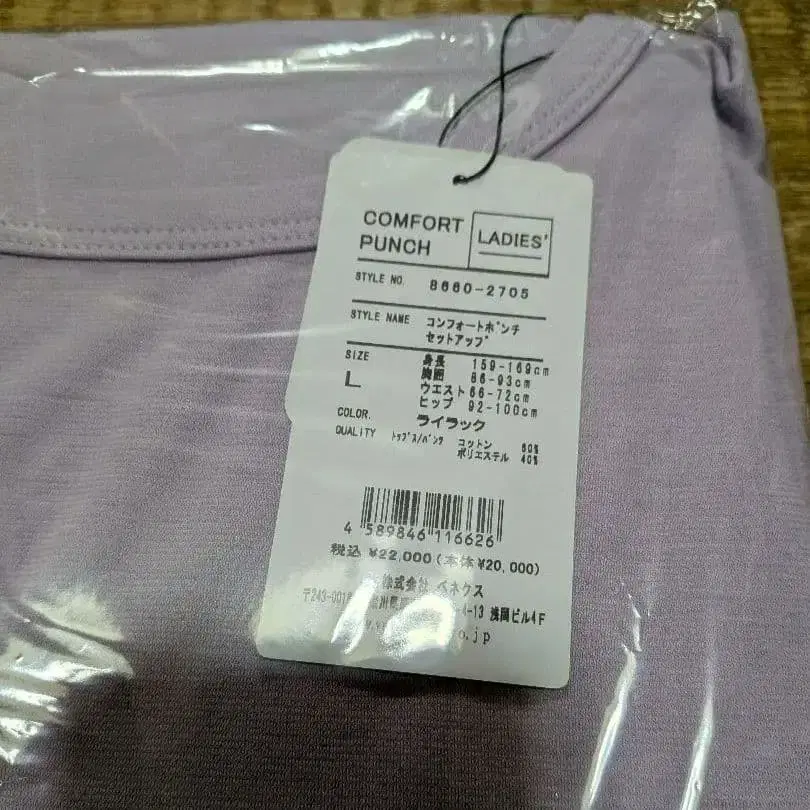 COMFORT
PUNCH
LADIES'
STYLE NO. 8660-2705
STYLE NAME コンフォートポンチ
セットアップ
SIZE
L
身長 159-169cm
胸囲 86-93cm
ウエスト 66-72cm
ヒップ 92-100cm
COLOR. ライラック
QUALITY トップス/パンツ コットン 60%
ポリエステル 40%
4 589846 116626
税込 ¥22,000(本体¥20,000)
株式会社 ベネクス
〒243-001 4-13 浅岡ビル4F
o.jp